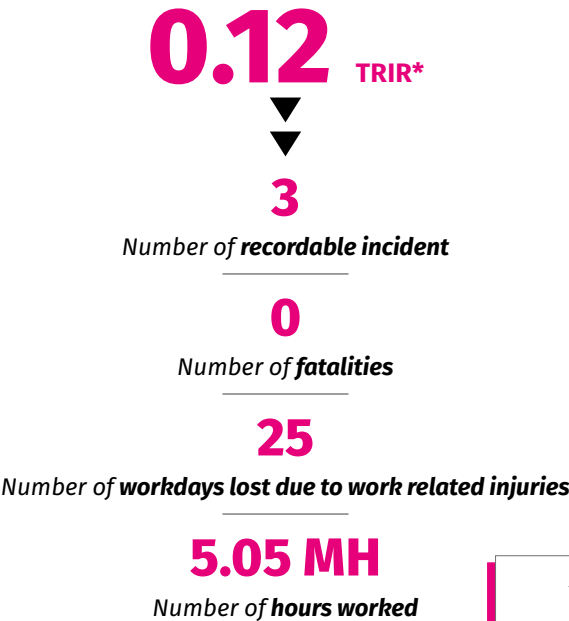 0.12 TRIR*
3
Number of recordable incident
0
Number of fatalities
25
Number of workdays lost due to work related injuries
5.05 MH
Number of hours worked